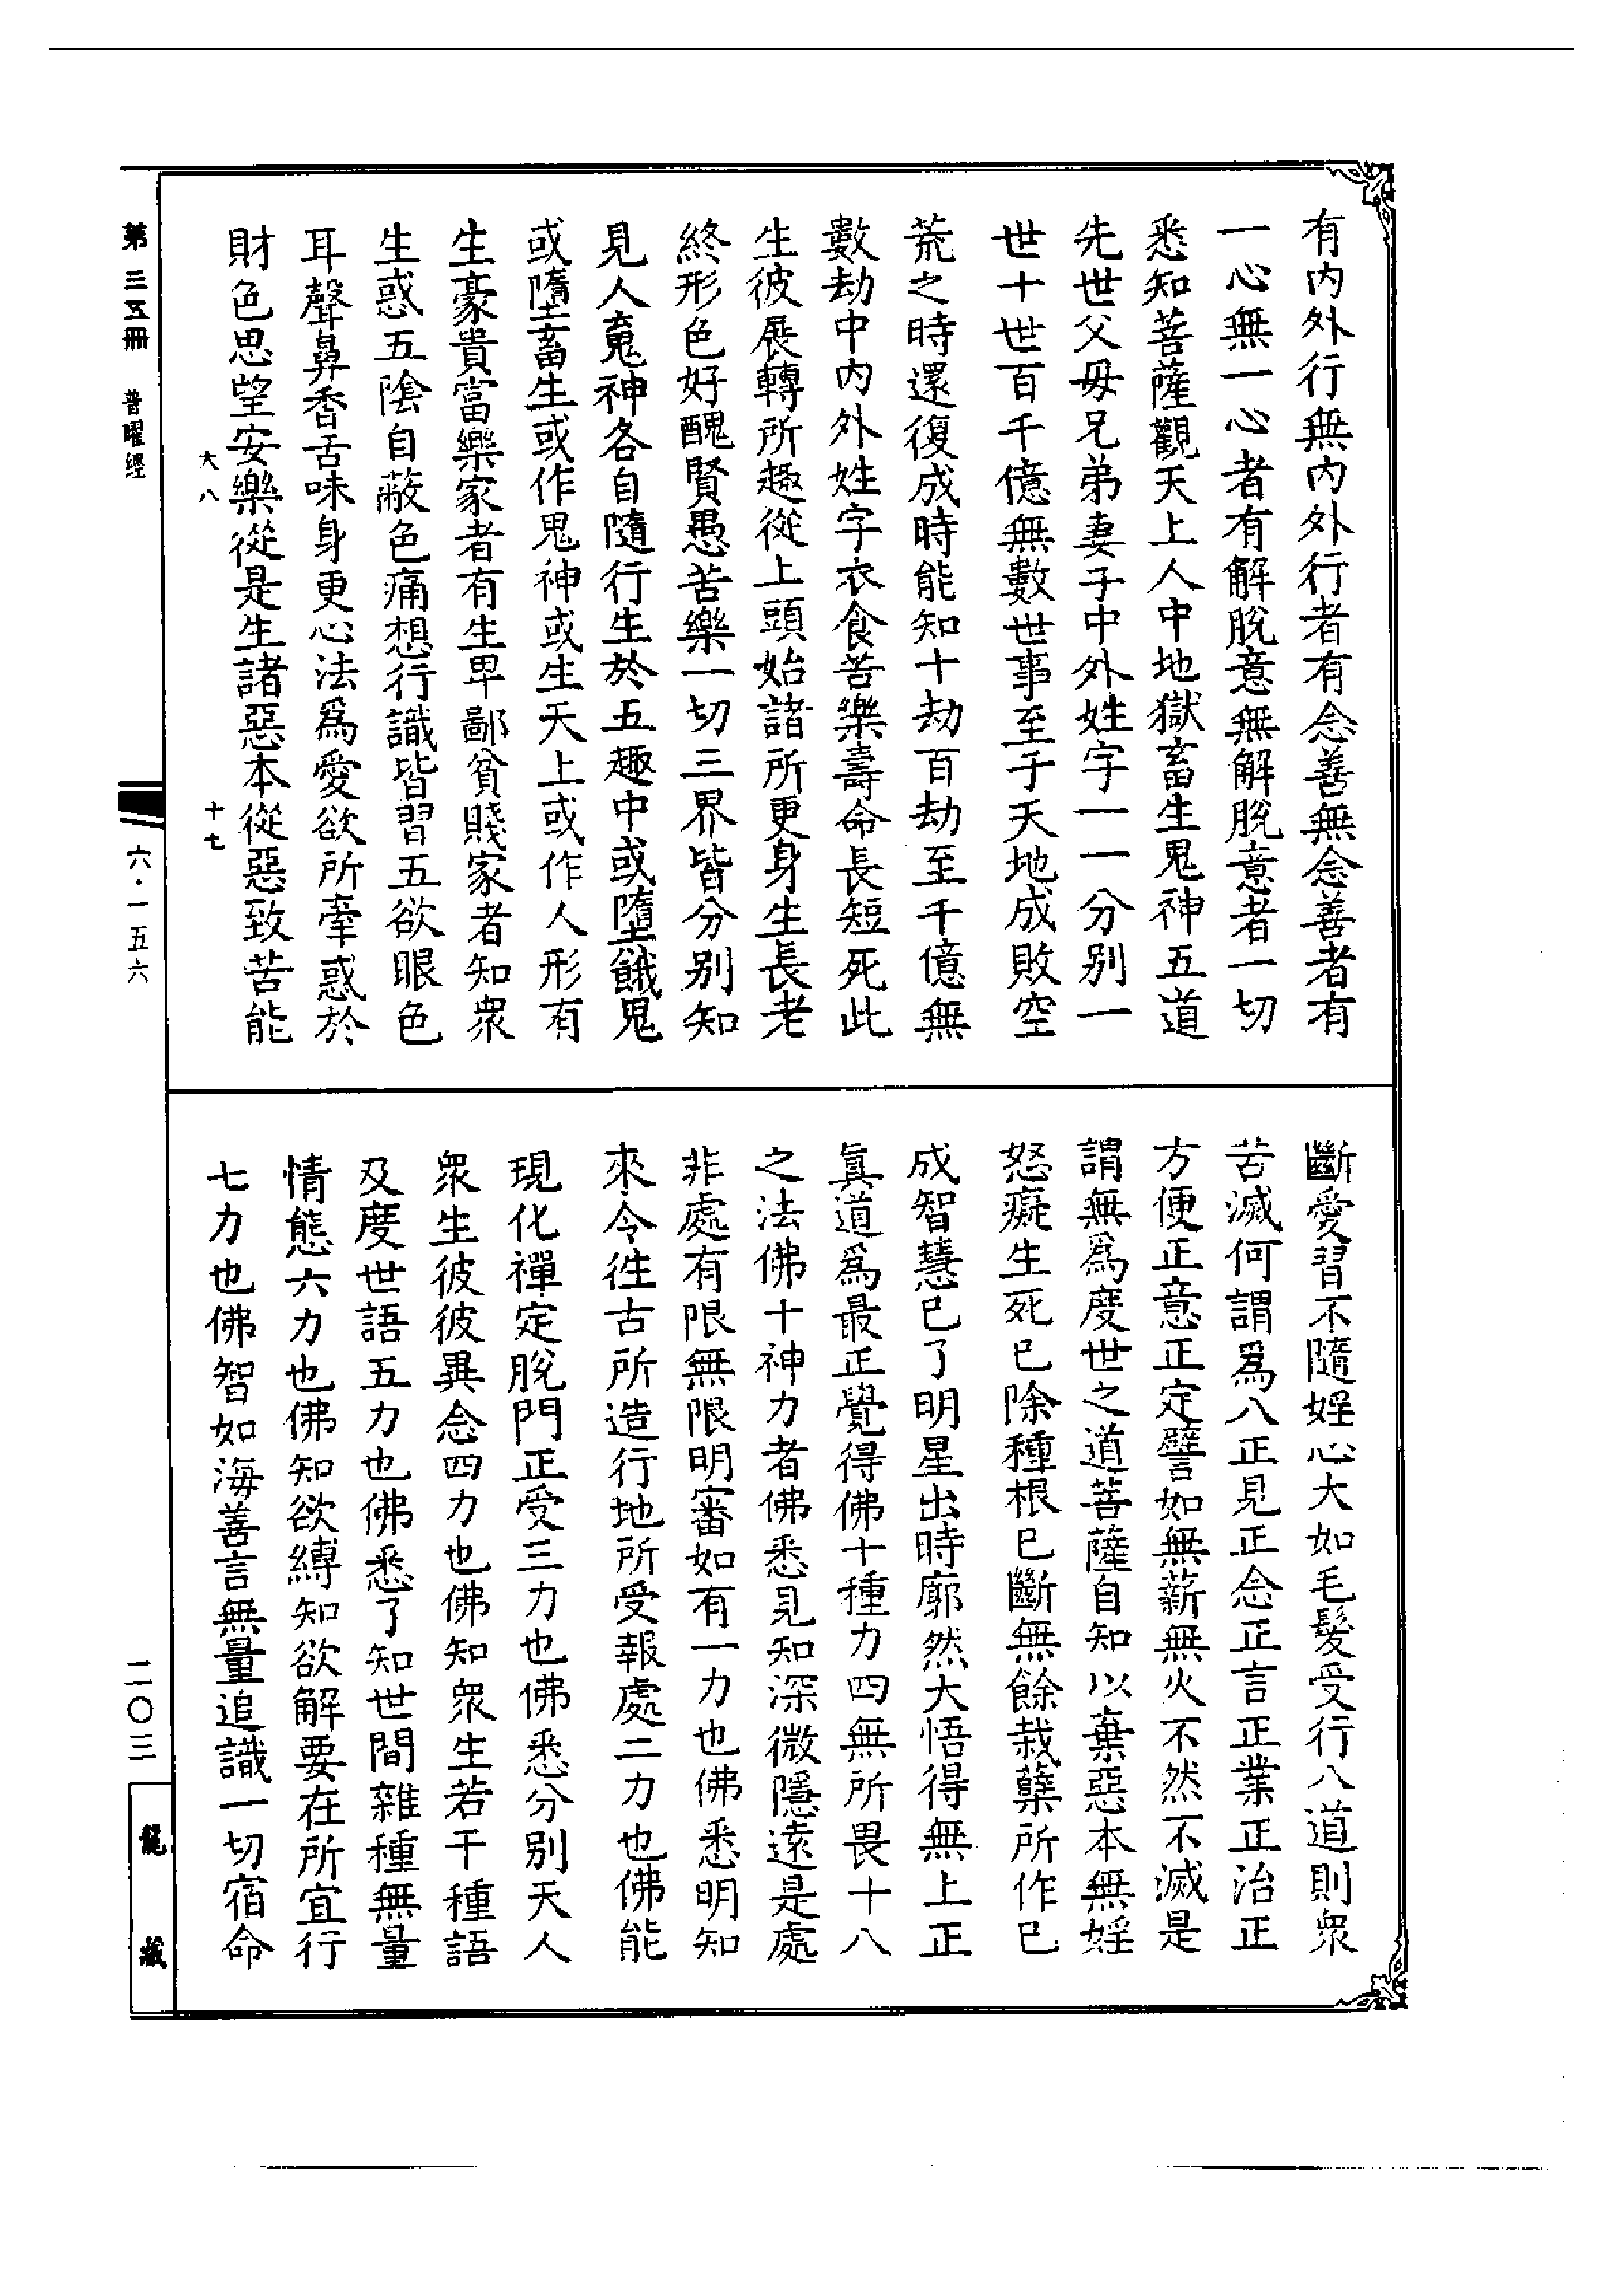 有内外行無内外行者有念善無念善者有
一心無一心者有解脫意無解脫意者一切
悉知菩薩觀天上人中地獄畜生鬼神五道
先世父母兄弟妻子中外姓字一一分別一
世十世百千億無數世事至于天地成敗空
荒之時還復成時能知十劫百劫至千億無
數劫中内外姓字衣食苦樂壽命長短死此
生彼展轉所趣從上頭始諸所更身生長老
終形色好醜賢愚苦樂一切三界皆分別知
見人䰟神各自隨行生於五趣中或墮餓鬼
或墮畜生或作鬼神或生天上或作人形有
生豪貴富樂家者有生卑鄙貧賤家者知衆
生惑五陰自蔽色痛想行識皆習五欲眼色
耳聲鼻香舌味身更心法爲愛欲所牽惑於
財色思望安樂從是生諸惡本從惡致苦能
斷愛習不隨婬心大如毛髮受行八道則衆
苦滅何謂爲八正見正念正言正業正治正
方便正意正定譬如無薪無火不然不滅是
謂無爲度世之道菩薩自知以棄惡本無婬
怒癡生死已除種根已斷無餘栽櫱所作已
成智慧已了明星出時廓然大悟得無上正
眞道爲最正覺得佛十種力四無所畏十八
之法佛十神力者佛悉見知深微隱遠是處
非處有限無限明審如有一力也佛悉明知
來令徃古所造行地所受報處二力也佛能
現化禪定脫門正受三力也佛悉分別天人
衆生彼彼異念四力也佛知衆生若干種語
及度世語五力也佛悉了知世間雜種無量
情態六力也佛知欲縛知欲解要在所宜行
七力也佛智如海善言無量追識一切宿命
大八
十七
第三五冊 普曜經
六·一五六
二〇三
龍藏